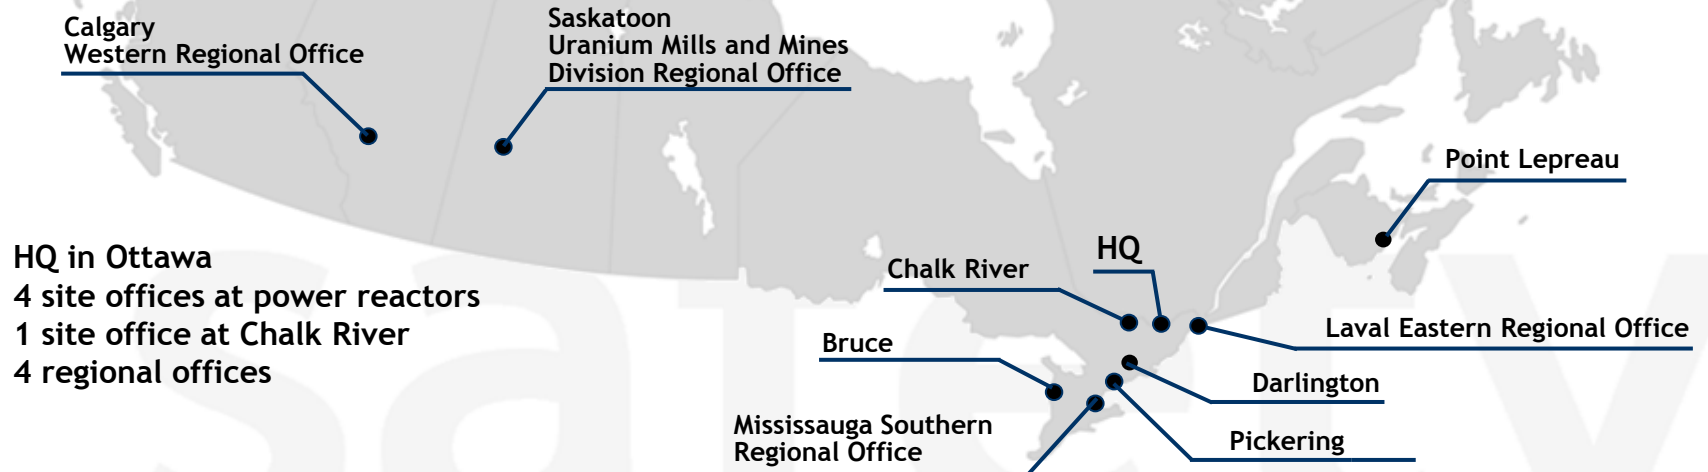 Calgary
Western Regional Office
Saskatoon
Uranium Mills and Mines
Division Regional Office
Point Lepreau
HQ in Ottawa
4 site offices at power reactors
1 site office at Chalk River
4 regional offices
HQ
Chalk River
Laval Eastern Regional Office
Bruce
Darlington
Mississauga Southern
Regional Office
Pickering